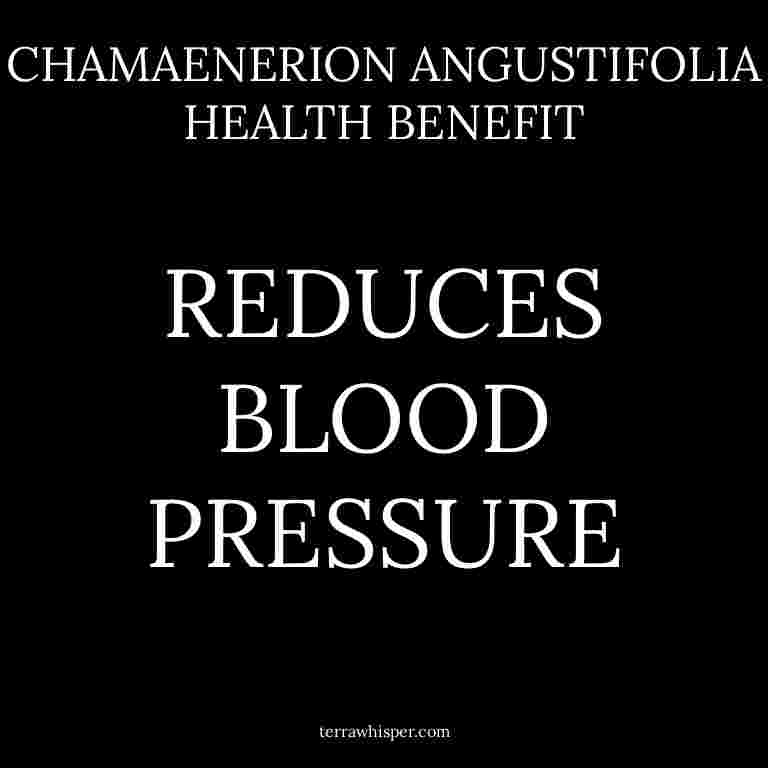 CHAMAENERION ANGUSTIFOLIA
HEALTH BENEFIT
REDUCES
BLOOD
PRESSURE
terrawhisper.com